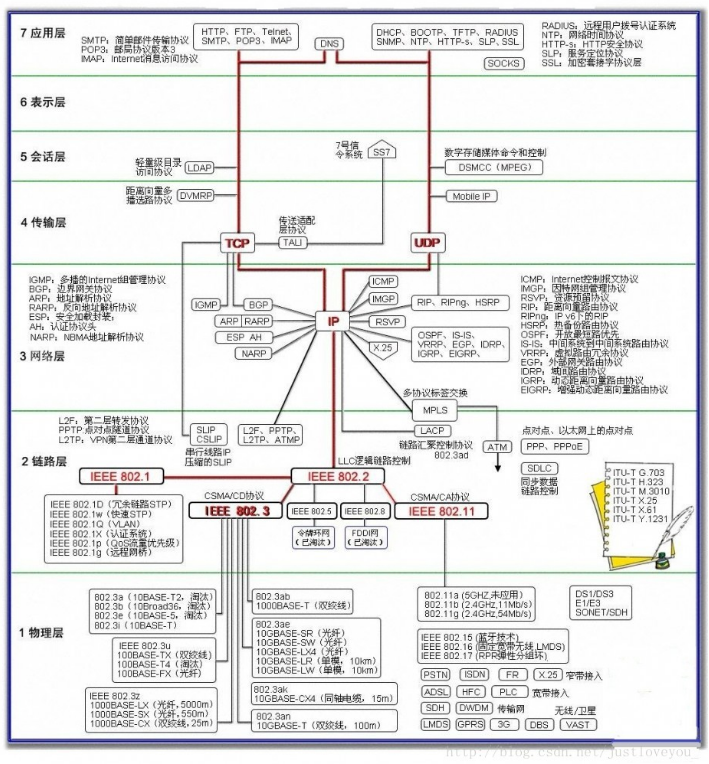 7 应用层
SMTP：简单邮件传输协议
POP3：邮局协议版本3
IMAP：Internet消息访问协议
HTTP、FTP、Telnet、
SMTP、POP3、IMAP
DNS
DHCP、BOOTP、TFTP、RADIUS
SNMP、NTP、HTTP-s、SLP、SSL
SOCKS
RADIUS：远程用户拨号认证系统
NTP：网络时间协议
HTTP-s：HTTP安全协议
SLP：服务定位协议
SSL：加密套接字协议层
6 表示层
5 会话层
轻量级目录
访问协议
LDAP
7号信
令系统
SS7
数字存储媒体命令和控制
DSMCC（MPEG）
4 传输层
距离向量多
播选路协议
DVMRP
传送适配
层协议
TCP
TALI
Mobile IP
UDP
IGMP：多播的Internet组管理协议
BGP：边界网关协议
ARP：地址解析协议
RARP：反向地址解析协议
ESP：安全加载封装；
AH：认证协议头
NARP：NBMA地址解析协议
3 网络层
IGMP
BGP
ARP
RARP
ESP AH
NARP
IP
ICMP
IMGP
RIP、RIPng、HSRP
RSVP
X.25
OSPF、IS-IS、
VRRP、EGP、IDRP、
IGRP、EIGRP、
ICMP：Internet控制报文协议
IMGP：因特网组管理协议
RSVP：资源预留协议
RIP：距离向量路由协议
RIPng：IP v6下的RIP
HSRP：热备份路由协议
OSPF：开放最短路优先
IS-IS：中间系统到中间系统路由协议
VRRP：虚拟路由冗余协议
EGP：外部网关路由协议
IDRP：域间路由协议
IGRP：动态距离向量路由协议
EIGRP：增强动态距离向量路由协议
多协议标签交换
MPLS
2 链路层
L2F：第二层转发协议
PPTP:点对点隧道协议
L2TP：VPN第二层通道协议
SLIP
CSLIP
串行线路IP
压缩的SLIP
L2F、PPTP、
L2TP、ATMP
LACP
链路汇聚控制协议
802.3ad
ATM
点对点、以太网上的点对点
PPP、PPPoE
SDLC
同步数据
链路控制
LLC逻辑链路控制
IEEE 802.1
IEEE 802.2
CSMA/CD协议
IEEE 802.3
IEEE 802.5
IEEE 802.8
CSMA/CA协议
IEEE 802.11
令牌环网
（已淘汰）
FDDI网
（已淘汰）
IEEE 802.1D（冗余链路STP）
IEEE 802.1w（快速STP）
IEEE 802.1Q（VLAN）
IEEE 802.1X（认证系统）
IEEE 802.1p（QoS流量优先级）
IEEE 802.1g（远程网桥）
ITU-T G.703
ITU-T H.323
ITU-T M.3010
ITU-T X.25
ITU-T X.61
ITU-T Y.1231
1 物理层
802.3a（10BASE-T2，淘汰）
802.3b（10Broad36，淘汰）
802.3e（10BASE-5，淘汰）
802.3i（10BASE-T）
802.3u
100BASE-TX（双绞线）
100BASE-T4（淘汰）
100BASE-FX（光纤）
802.3z
1000BASE-LX（光纤,5000m）
1000BASE-SX（光纤,550m）
1000BASE-CX（双绞线,25m）
802.3ab
1000BASE-T（双绞线）
802.3ae
10GBASE-SR（光纤）
10GBASE-SW（光纤）
10GBASE-LX4（光纤）
10GBASE-LR（单模，10km）
10GBASE-LW（单模，10km）
802.3ak
10GBASE-CX4（同轴电缆，15m）
802.3an
10GBASE-T（双绞线，100m）
802.11a（5GHZ,未应用）
802.11b（2.4GHz,11Mb/s）
802.11g（2.4GHz,54Mb/s）
DS1/DS3
E1/E3
SONET/SDH
IEEE 802.15（蓝牙技术）
IEEE 802.16（固定宽带无线,LMDS）
IEEE 802.17（RPR弹性分组环）
PSTN ISDN FR X.25 窄带接入
ADSL HFC PLC 宽带接入
SDH DWDM 传输网 无线/卫星
LMDS GPRS 3G DBS VAST
http://blog.csdn.net/justloveyou_